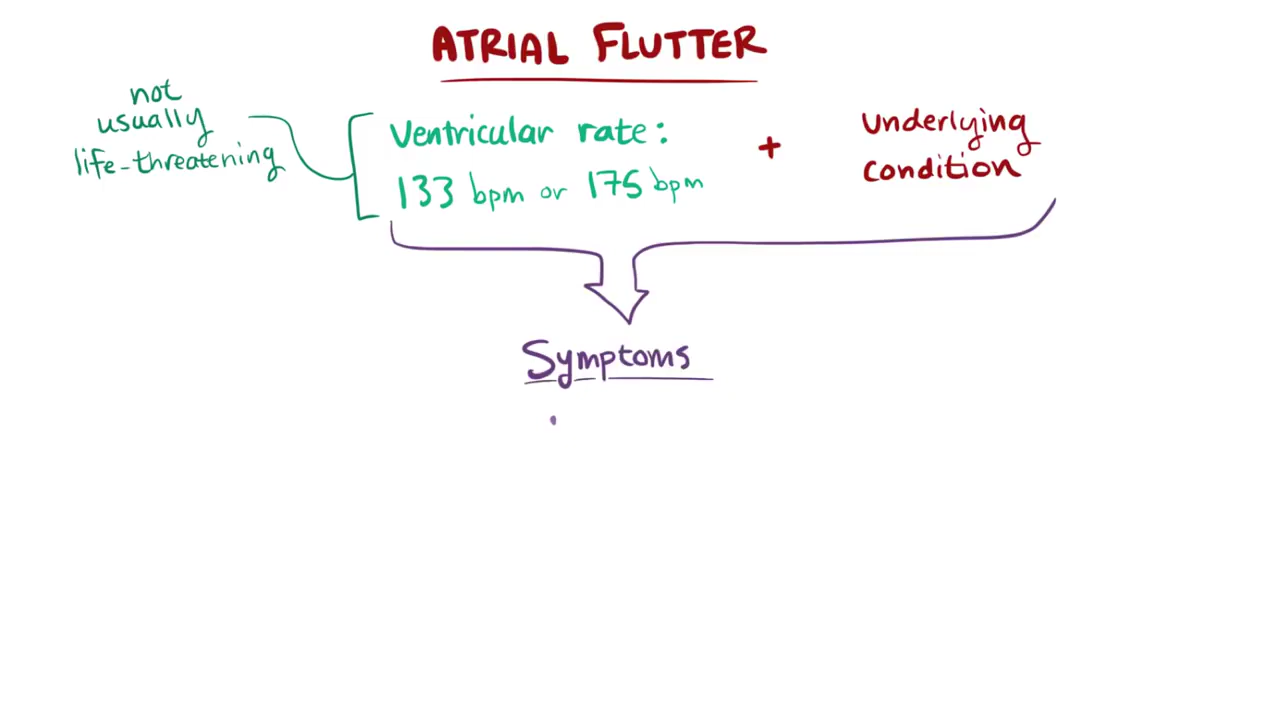 ATRIAL FLUTTER
not
usually
life-threatening
Ventricular rate:
133 bpm or 175 bpm
+
Underlying
condition
Symptoms